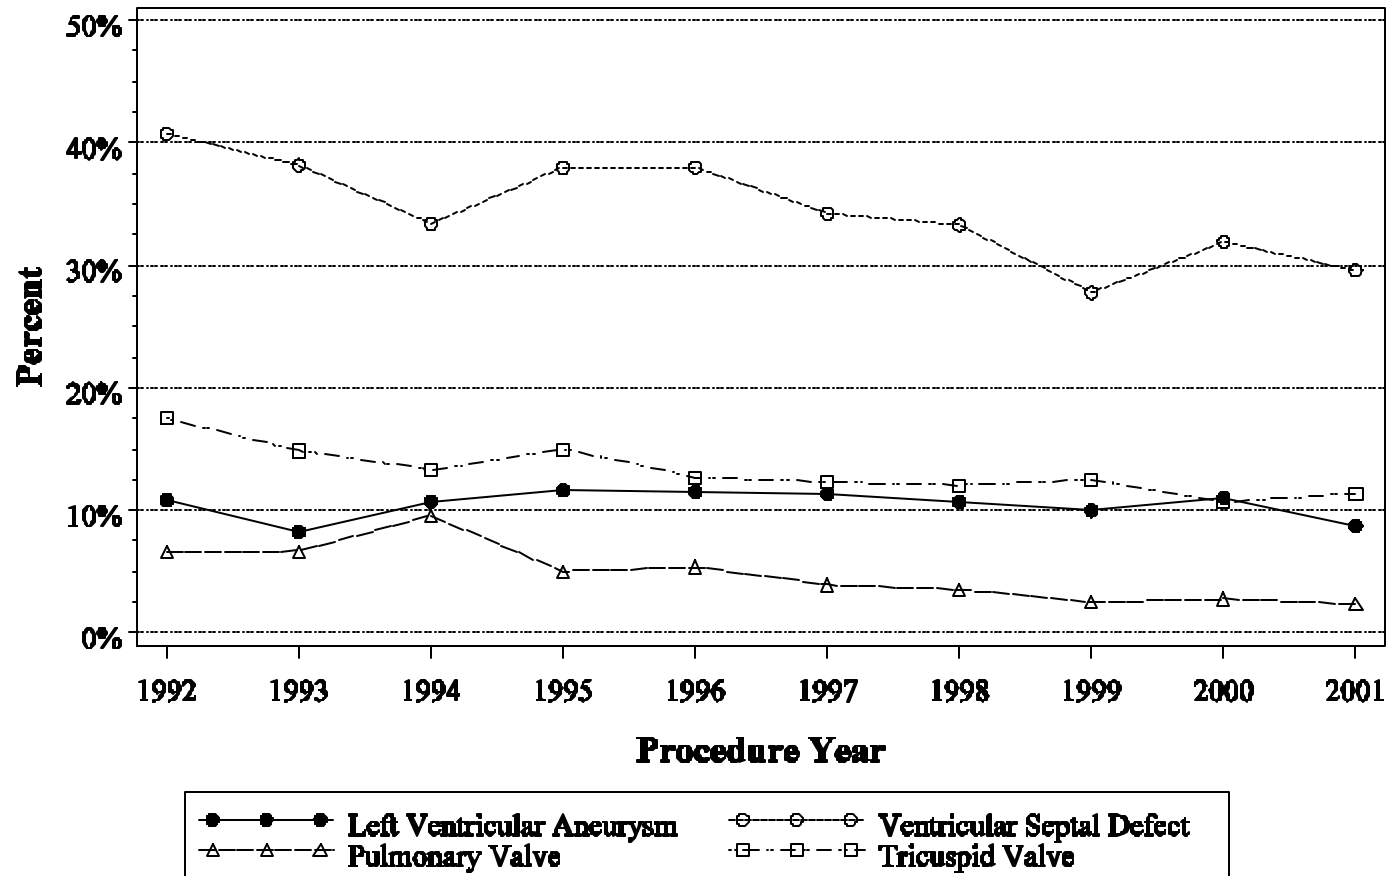 50%
40%
30%
20%
10%
0%
Percent
1992 1993 1994 1995 1996 1997 1998 1999 2000 2001
Procedure Year
Left Ventricular Aneurysm Ventricular Septal Defect
Pulmonary Valve Tricuspid Valve